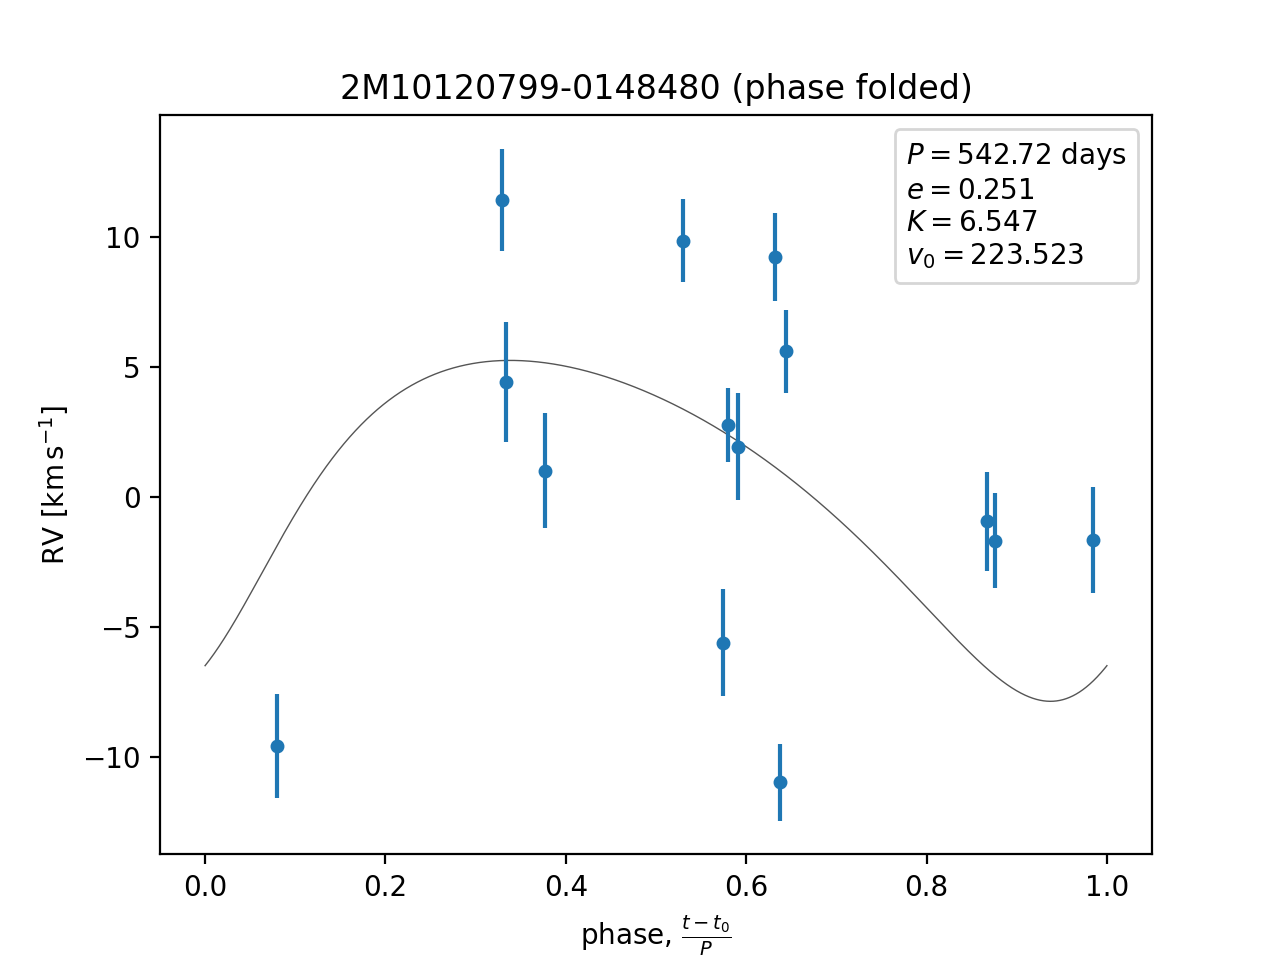 2M10120799-0148480 (phase folded)
P = 542.72 days
e = 0.251
K = 6.547
v₀ = 223.523
RV [km s⁻¹]
10
5
0
−5
−10
0.0 0.2 0.4 0.6 0.8 1.0
phase, (t − t₀)/P